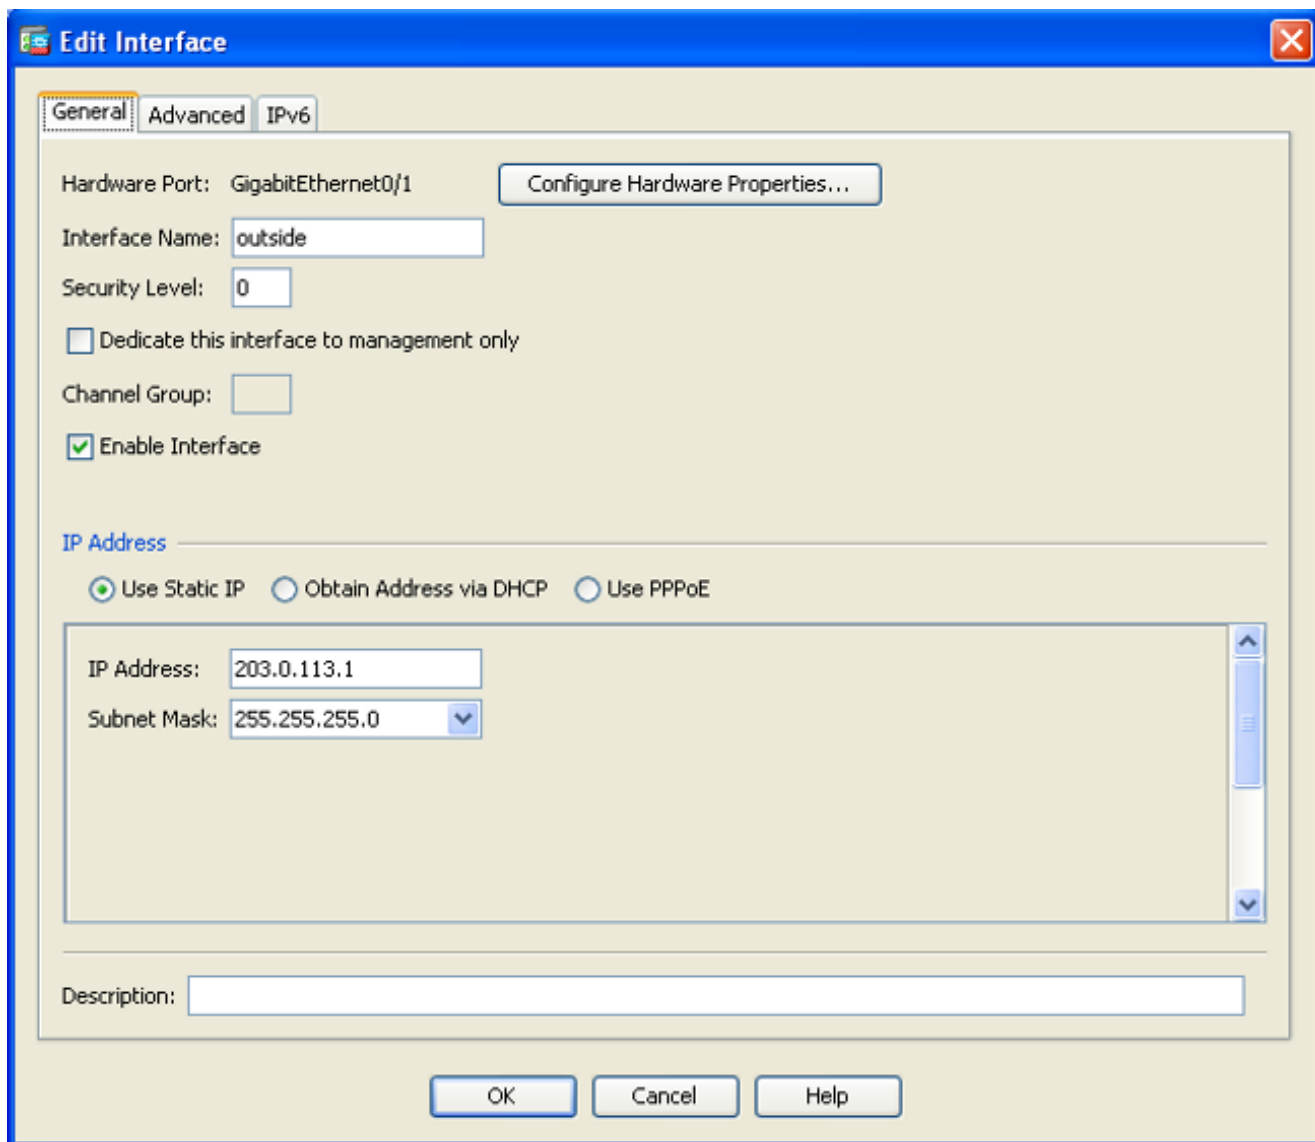 Edit Interface
General Advanced IPv6
Hardware Port: GigabitEthernet0/1 Configure Hardware Properties...
Interface Name: outside
Security Level: 0
Dedicate this interface to management only
Channel Group:
Enable Interface
IP Address
Use Static IP Obtain Address via DHCP Use PPPoE
IP Address: 203.0.113.1
Subnet Mask: 255.255.255.0
Description:
OK Cancel Help